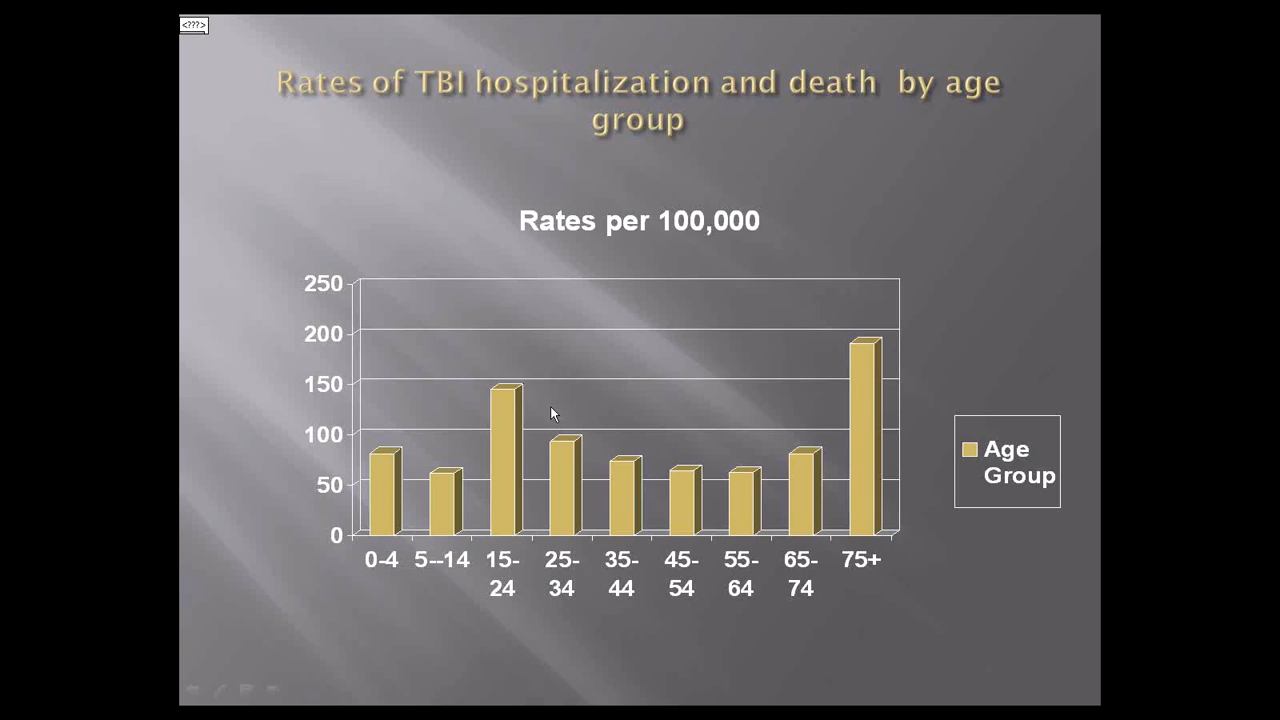 <???>
Rates of TBI hospitalization and death by age
group
Rates per 100,000
250
200
150
100
50
0
0-4 5--14 15- 25- 35- 45- 55- 65- 75+
24 34 44 54 64 74
Age
Group